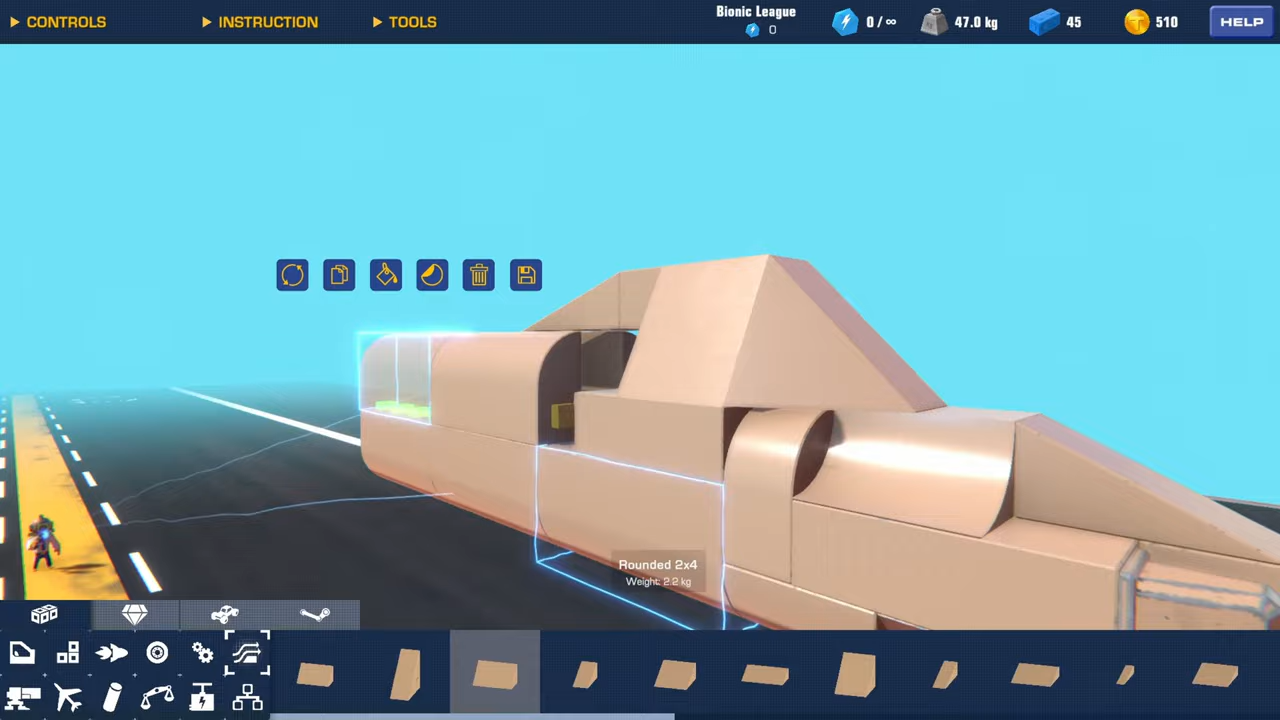 CONTROLS
INSTRUCTION
TOOLS
Bionic League
0
0 / ∞
47.0 kg
45
510
HELP
Rounded 2x4
Weight: 2.2 kg